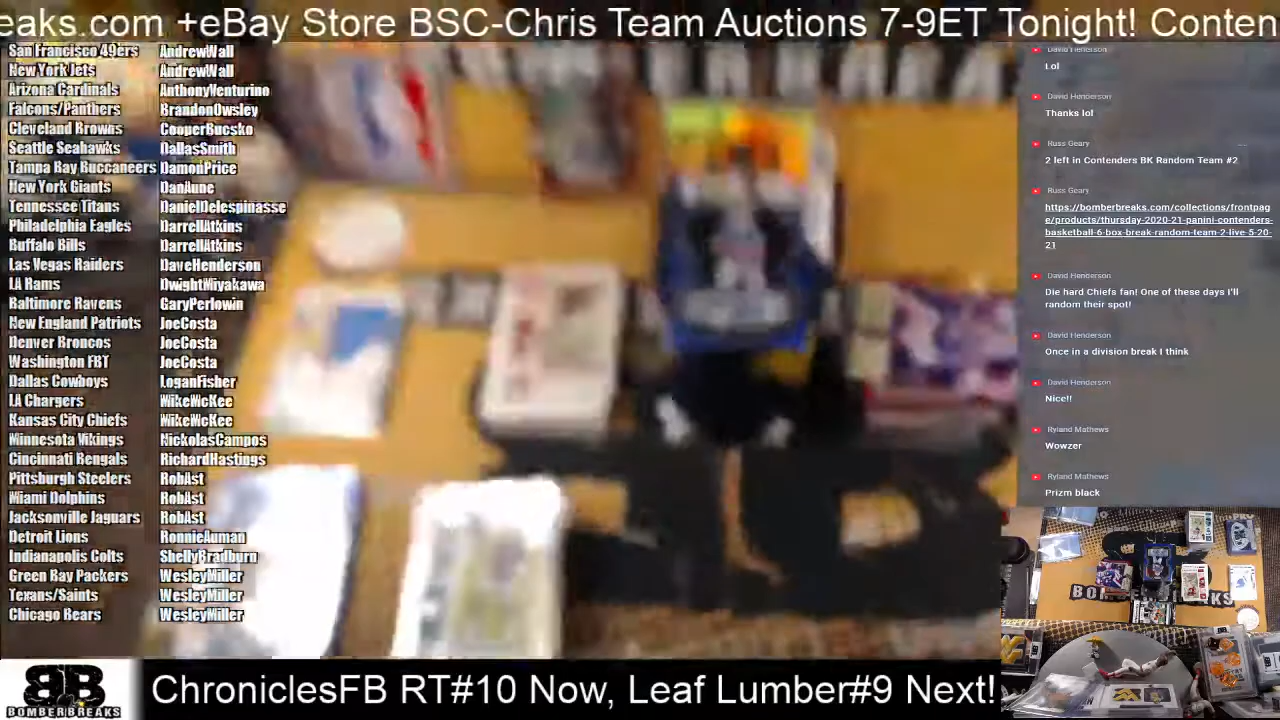 eaks.com +eBay Store BSC-Chris Team Auctions 7-9ET Tonight! Conten
San Francisco 49ers AndrewWall
New York Jets AndrewWall
Arizona Cardinals AnthonyVenturino
Falcons/Panthers BrandonOwsley
Cleveland Browns CooperBucsko
Seattle Seahawks DallasSmith
Tampa Bay Buccaneers DamonPrice
New York Giants DanAune
Tennessee Titans DanielDelespinasse
Philadelphia Eagles DarrellAtkins
Buffalo Bills DarrellAtkins
Las Vegas Raiders DaveHenderson
LA Rams DwightMiyakawa
Baltimore Ravens GaryPerlowin
New England Patriots JoeCosta
Denver Broncos JoeCosta
Washington FBT JoeCosta
Dallas Cowboys LoganFisher
LA Chargers MikeMcKee
Kansas City Chiefs MikeMcKee
Minnesota Vikings NickolasCampos
Cincinnati Bengals RichardHastings
Pittsburgh Steelers RobAst
Miami Dolphins RobAst
Jacksonville Jaguars RobAst
Detroit Lions RonnieAuman
Indianapolis Colts ShellyBradburn
Green Bay Packers WesleyMiller
Texans/Saints WesleyMiller
Chicago Bears WesleyMiller
David Henderson
Lol
David Henderson
Thanks lol
Russ Geary
2 left in Contenders BK Random Team #2
Russ Geary
https://bomberbreaks.com/collections/frontpag
e/products/thursday-2020-21-panini-contenders-
basketball-6-box-break-random-team-2-live-5-20-
21
David Henderson
Die hard Chiefs fan! One of these days I'll
random their spot!
David Henderson
Once in a division break I think
David Henderson
Nice!!
Ryland Mathews
Wowzer
Ryland Mathews
Prizm black
BOMBERBREAKS
ChroniclesFB RT#10 Now, Leaf Lumber#9 Next!